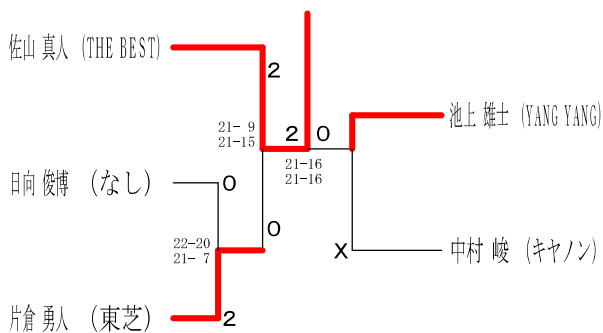 佐山 真人 (THE BEST)
2
池上 雄士 (YANG YANG)
21- 9
21-15
2 0
21-16
21-16
日向 俊博 (なし)
0
0
22-20
21- 7
X
中村 峻 (キヤノン)
片倉 勇人 (東芝)
2